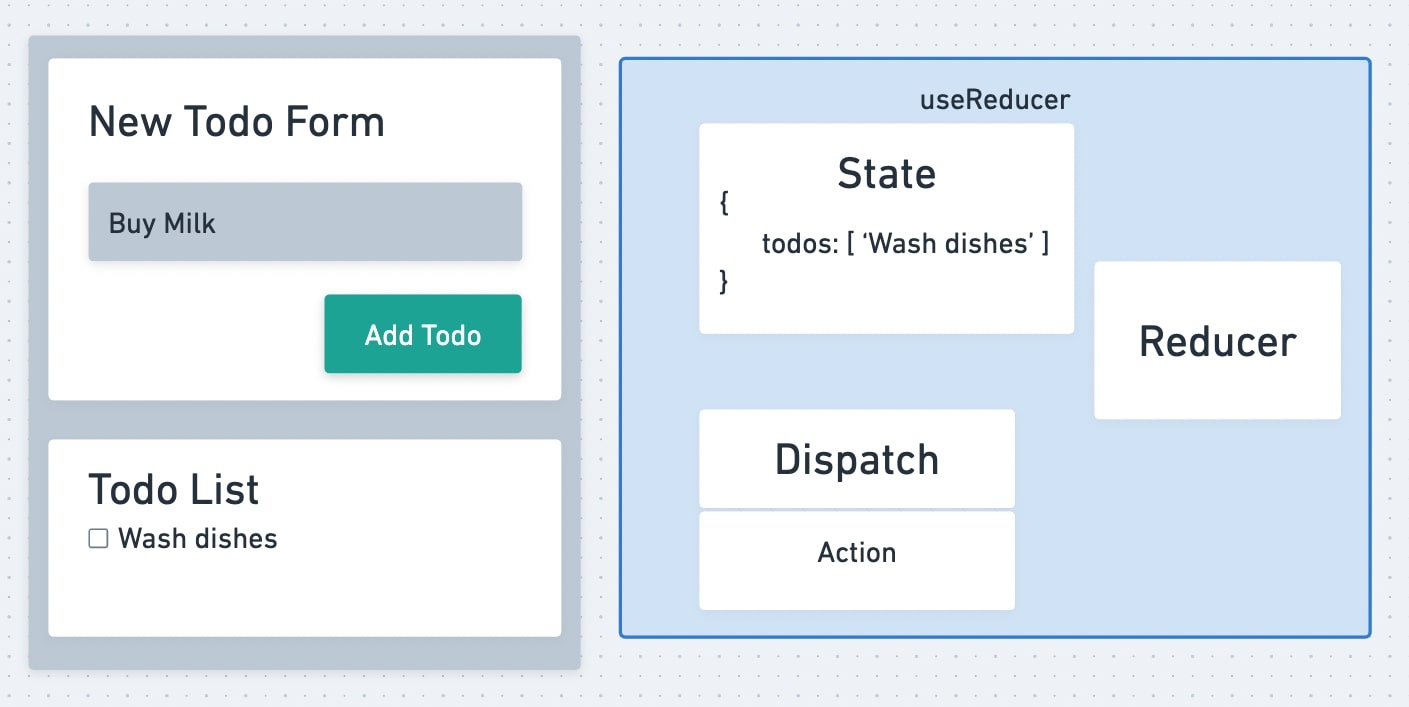 New Todo Form
Buy Milk
Add Todo
Todo List
Wash dishes
useReducer
State
{
todos: [ ‘Wash dishes’ ]
}
Reducer
Dispatch
Action